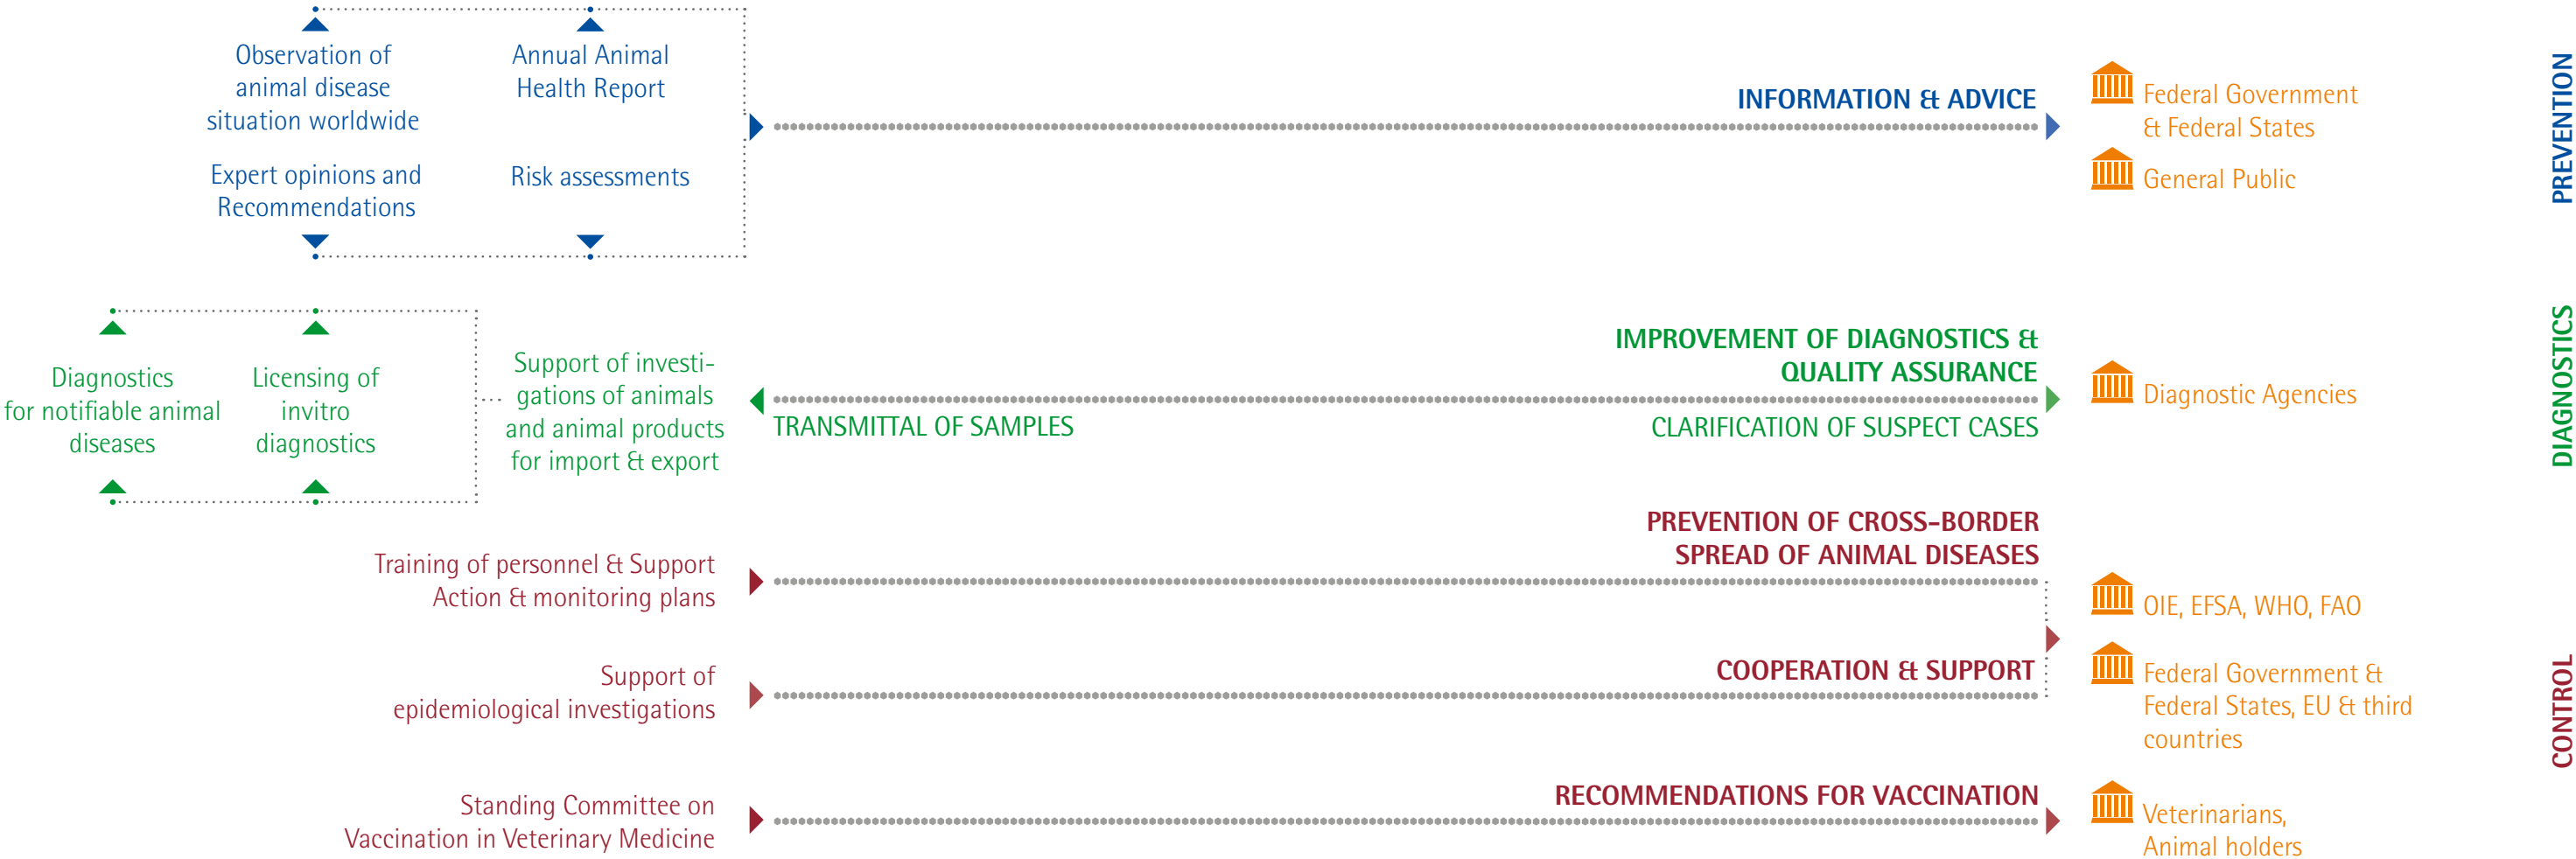 Observation of
animal disease
situation worldwide
Annual Animal
Health Report
Expert opinions and
Recommendations
Risk assessments
INFORMATION & ADVICE
Federal Government
& Federal States
General Public
PREVENTION
Diagnostics
for notifiable animal
diseases
Licensing of
invitro
diagnostics
Support of investi-
gations of animals
and animal products
for import & export
TRANSMITTAL OF SAMPLES
IMPROVEMENT OF DIAGNOSTICS &
QUALITY ASSURANCE
CLARIFICATION OF SUSPECT CASES
Diagnostic Agencies
DIAGNOSTICS
Training of personnel & Support
Action & monitoring plans
PREVENTION OF CROSS-BORDER
SPREAD OF ANIMAL DISEASES
Support of
epidemiological investigations
COOPERATION & SUPPORT
OIE, EFSA, WHO, FAO
Federal Government &
Federal States, EU & third
countries
Standing Committee on
Vaccination in Veterinary Medicine
RECOMMENDATIONS FOR VACCINATION
Veterinarians,
Animal holders
CONTROL